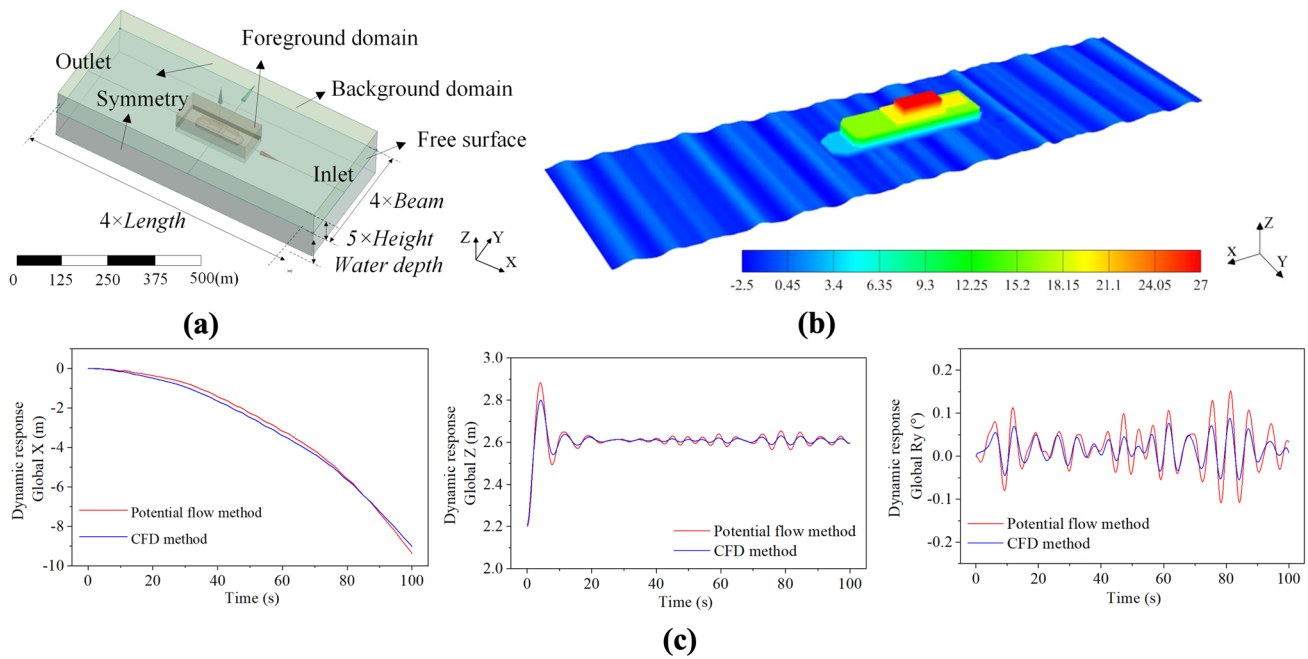 (a)
Outlet
Symmetry
Foreground domain
Background domain
Free surface
Inlet
4×Length
4×Beam
5×Height
Water depth
0 125 250 375 500(m)
Z Y
X
(b)
-2.5 0.45 3.4 6.35 9.3 12.25 15.2 18.15 21.1 24.05 27
Z
X
Y
0
-2
-4
-6
-8
-10
Dynamic response
Global X (m)
Potential flow method
CFD method
0 20 40 60 80 100
Time (s)
3.0
2.8
2.6
2.4
2.2
2.0
Dynamic response
Global Z (m)
Potential flow method
CFD method
0 20 40 60 80 100
Time (s)
0.2
0.1
0.0
-0.1
-0.2
Dynamic response
Global Ry (°)
Potential flow method
CFD method
0 20 40 60 80 100
Time (s)
(c)